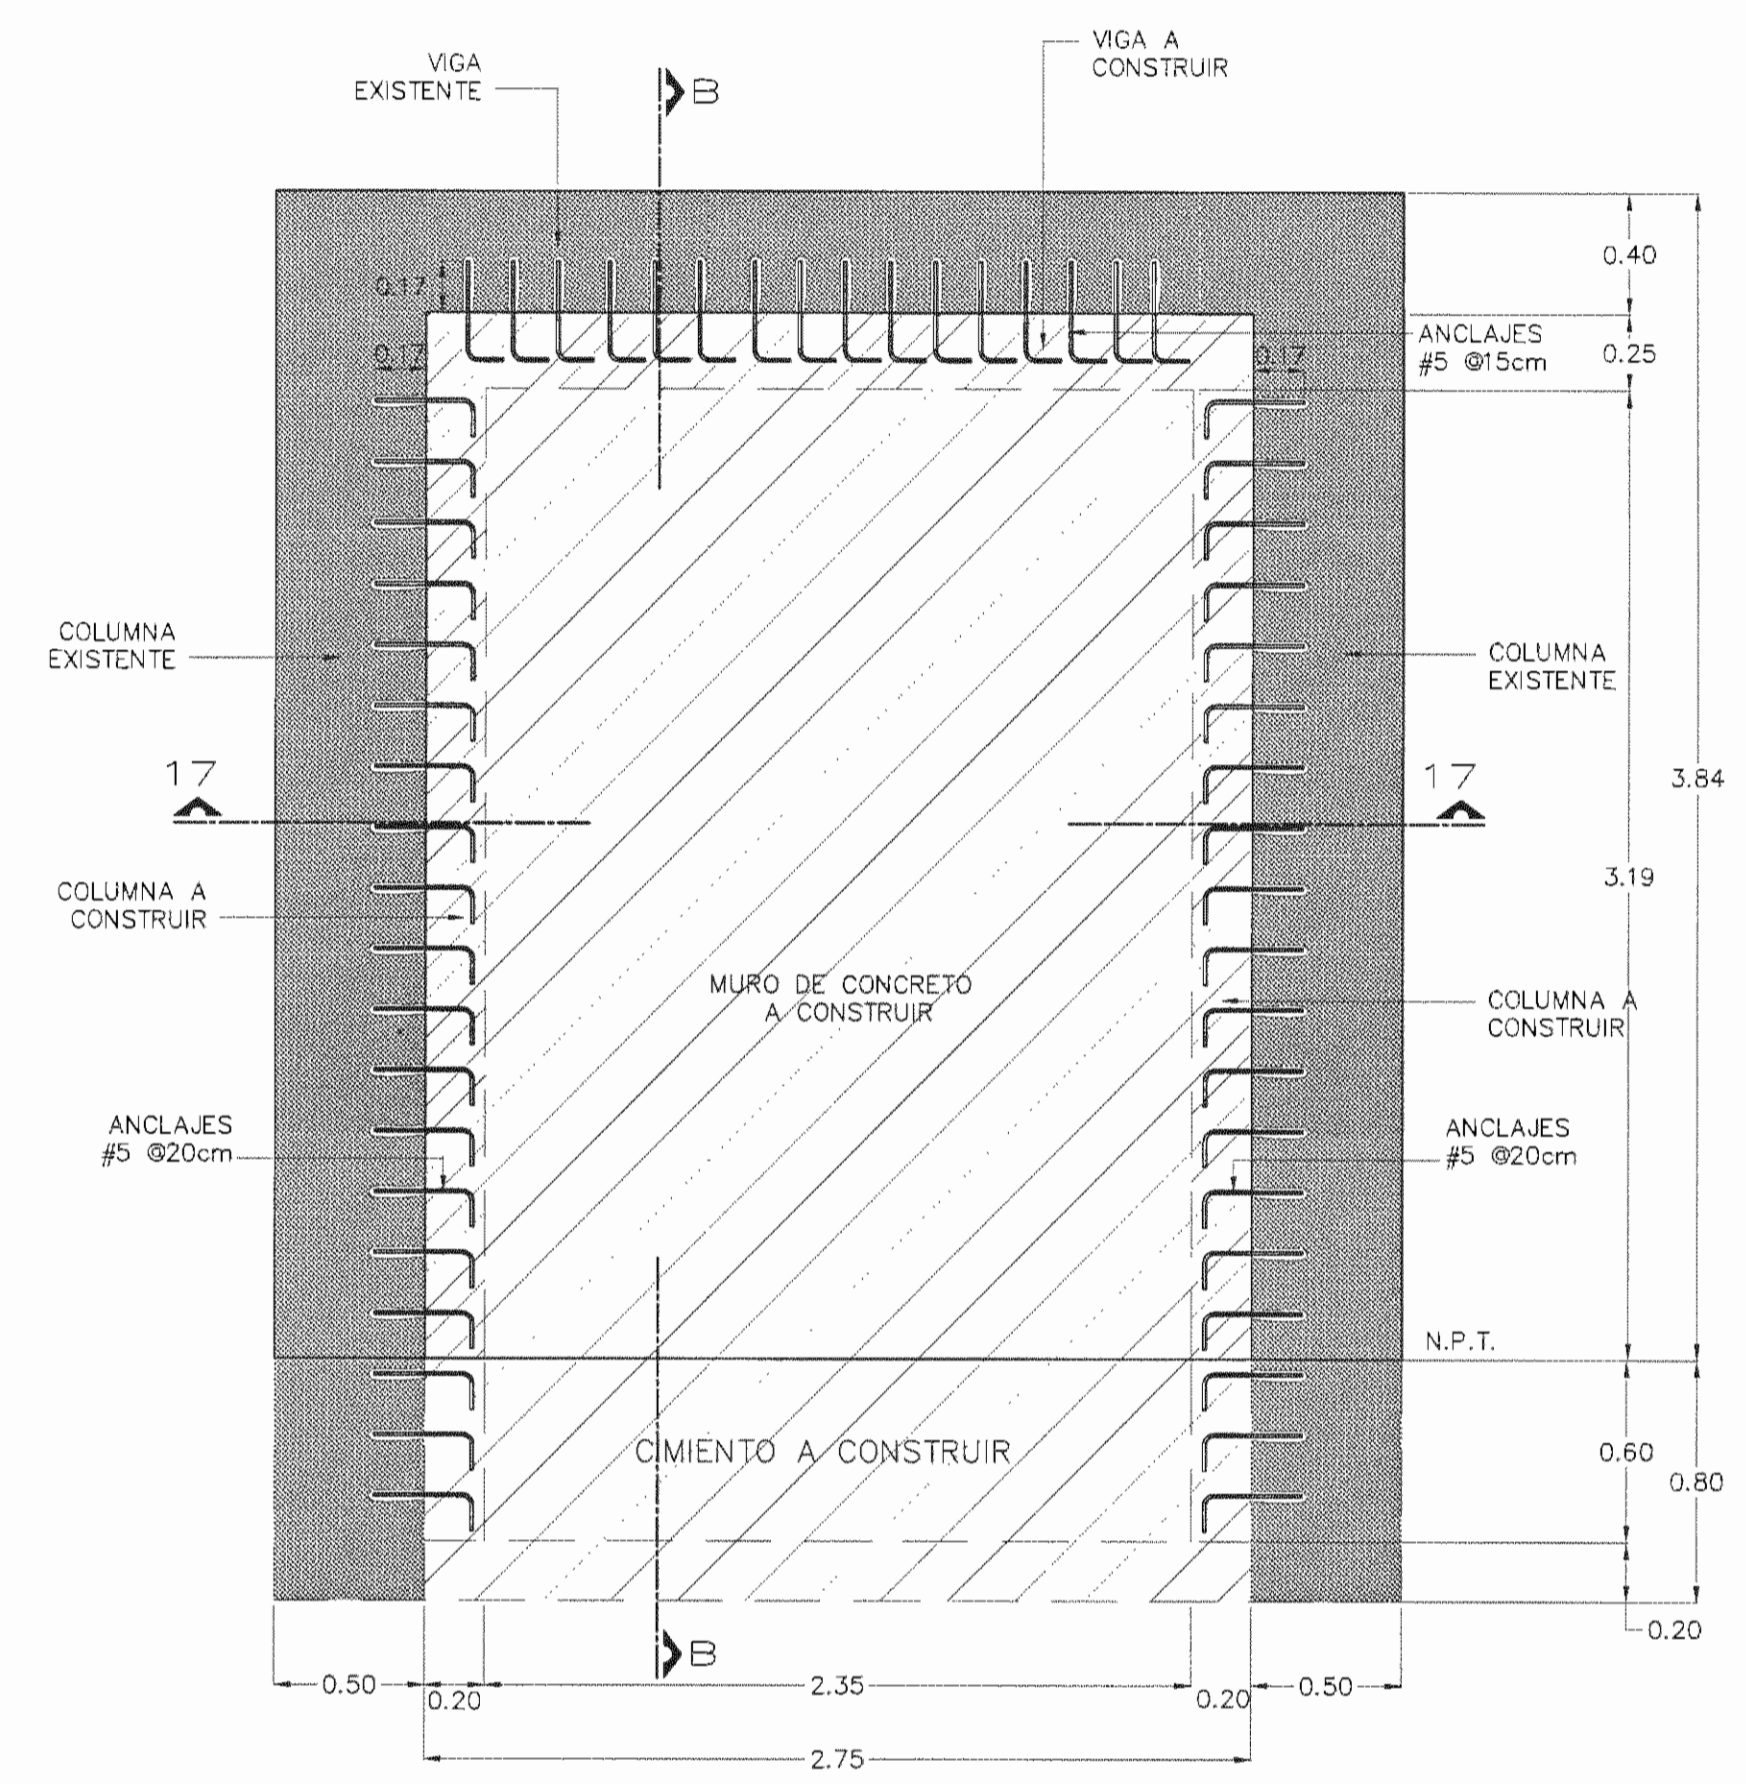 VIGA A
CONSTRUIR
VIGA
EXISTENTE
B
0.40
0.17
ANCLAJES
#5 @15cm
0.25
0.17
0.17
COLUMNA
EXISTENTE
COLUMNA
EXISTENTE
17
17
3.84
3.19
COLUMNA A
CONSTRUIR
MURO DE CONCRETO
A CONSTRUIR
COLUMNA A
CONSTRUIR
ANCLAJES
#5 @20cm
ANCLAJES
#5 @20cm
N.P.T.
CIMIENTO A CONSTRUIR
0.60
0.80
0.20
B
0.50
0.20
2.35
0.20
0.50
2.75